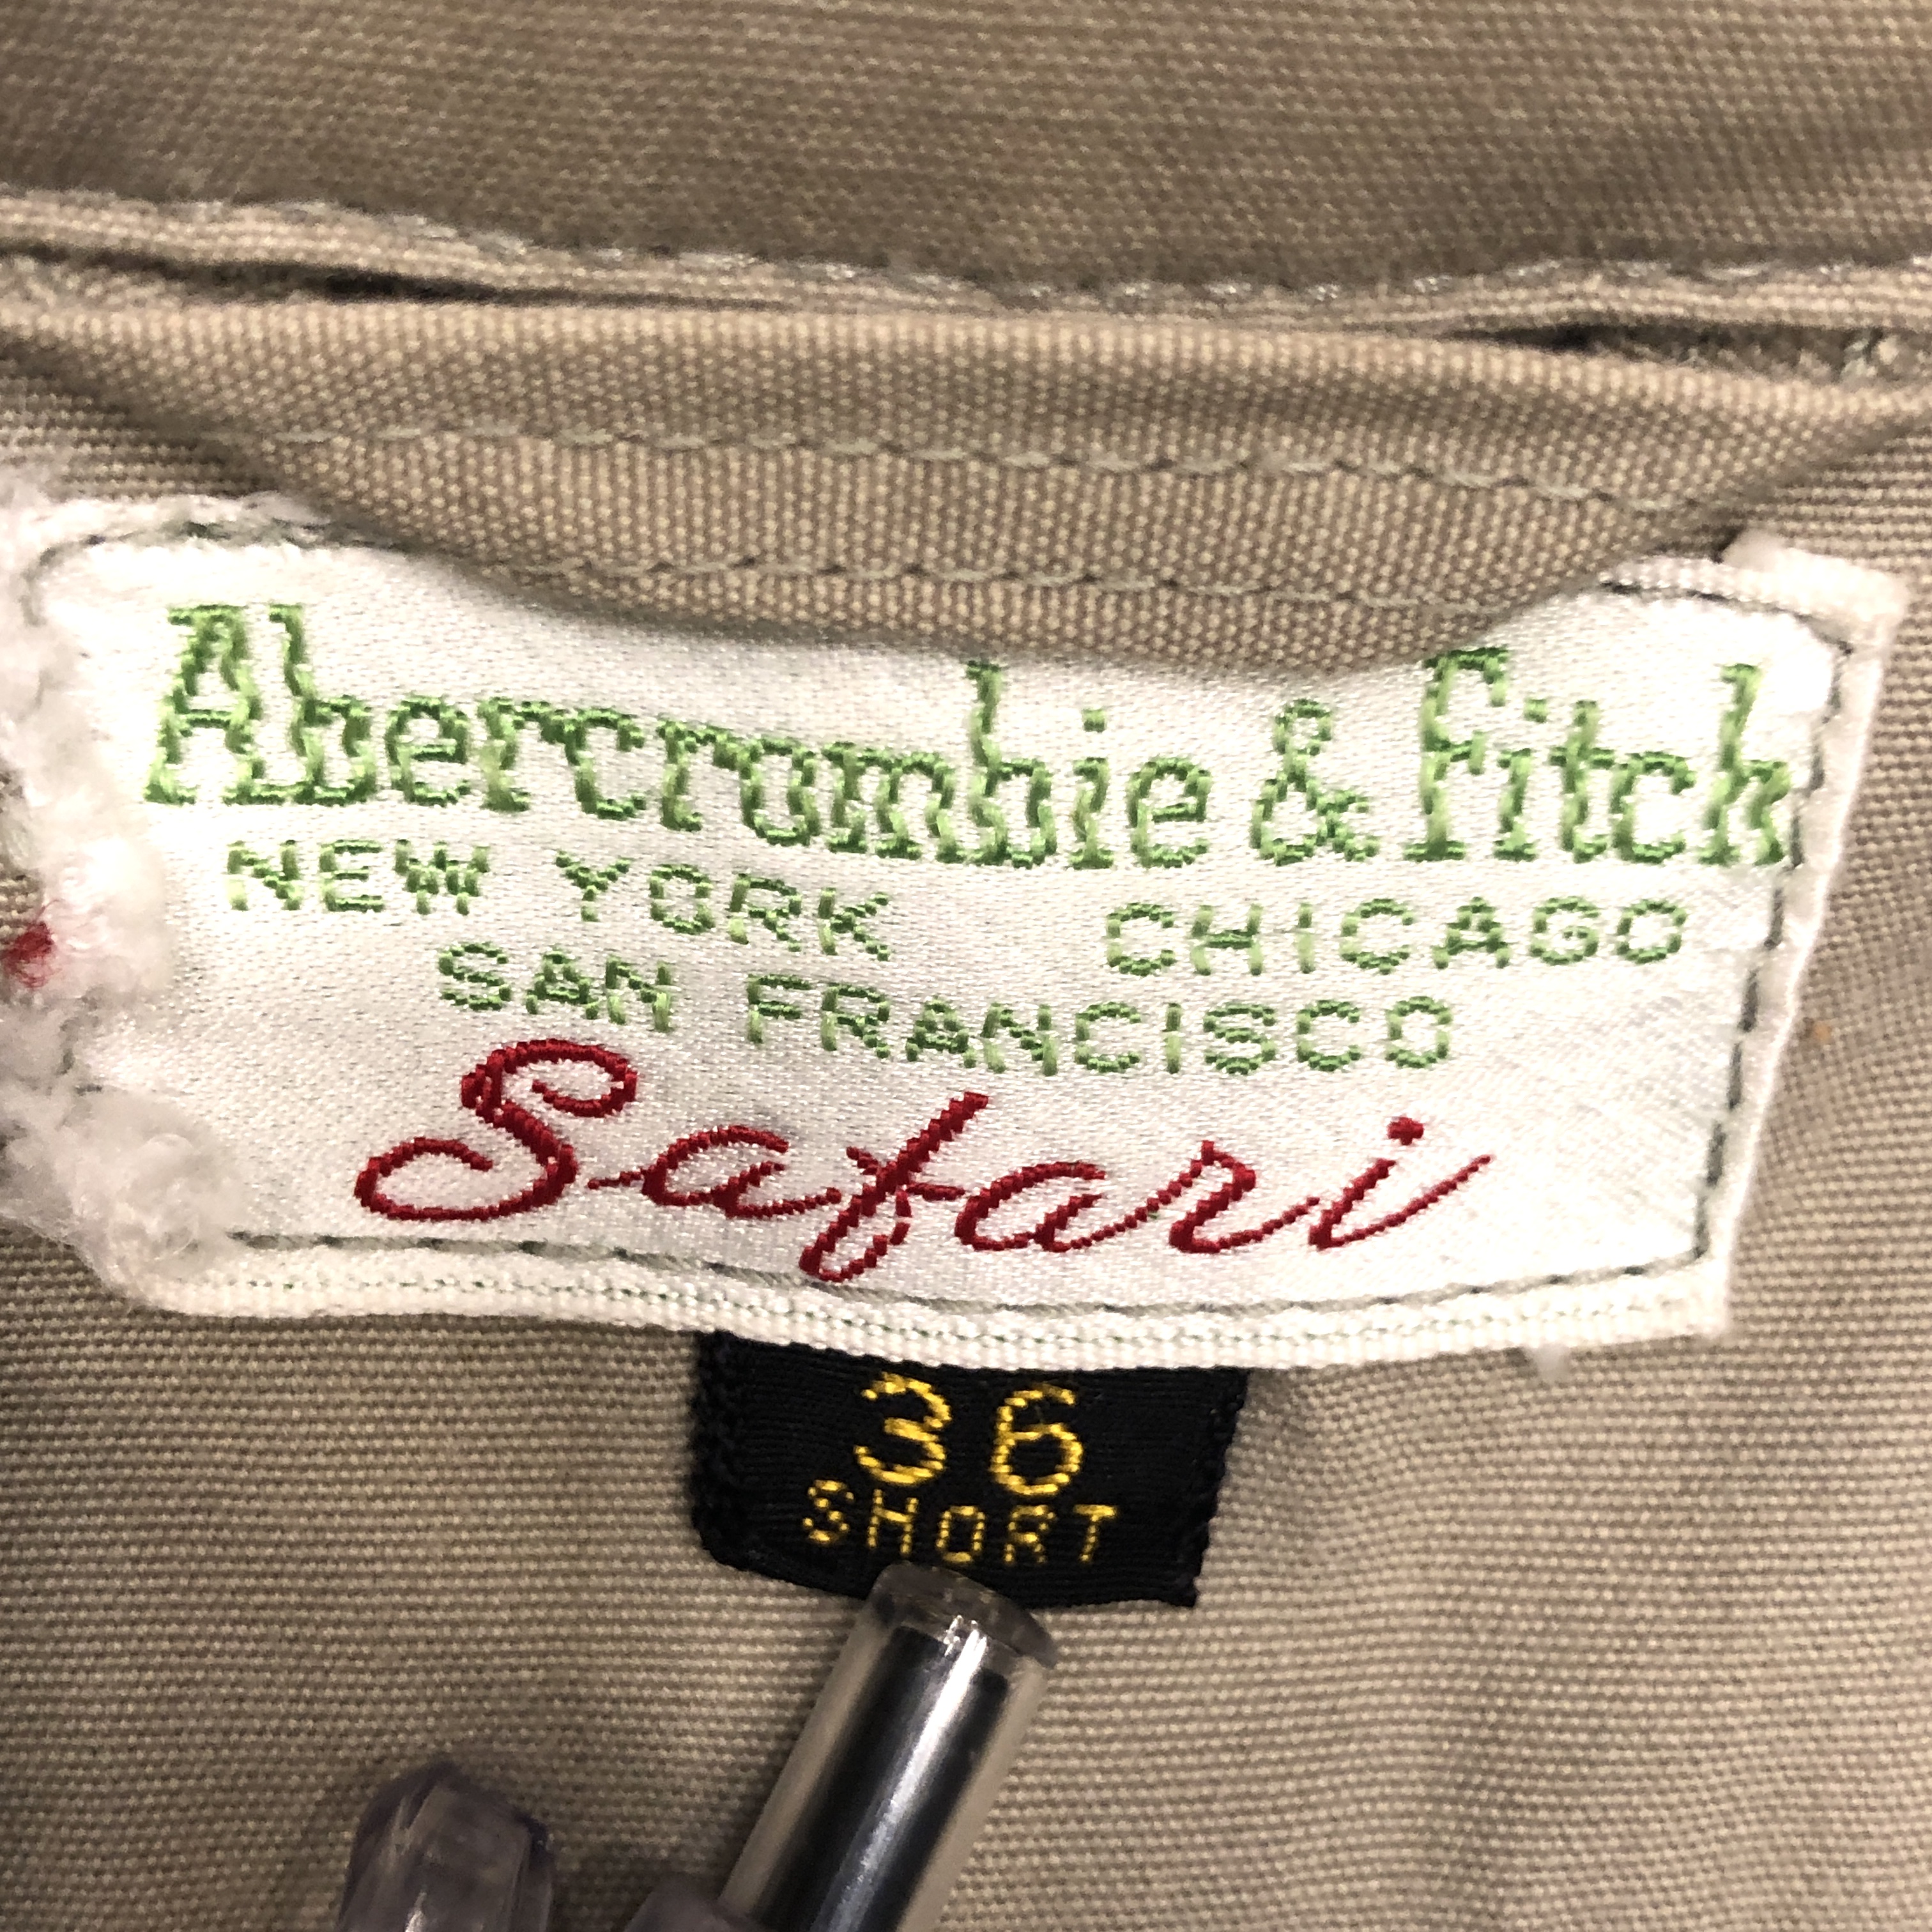 Abercrombie & Fitch
NEW YORK CHICAGO
SAN FRANCISCO
Safari
36
SHORT